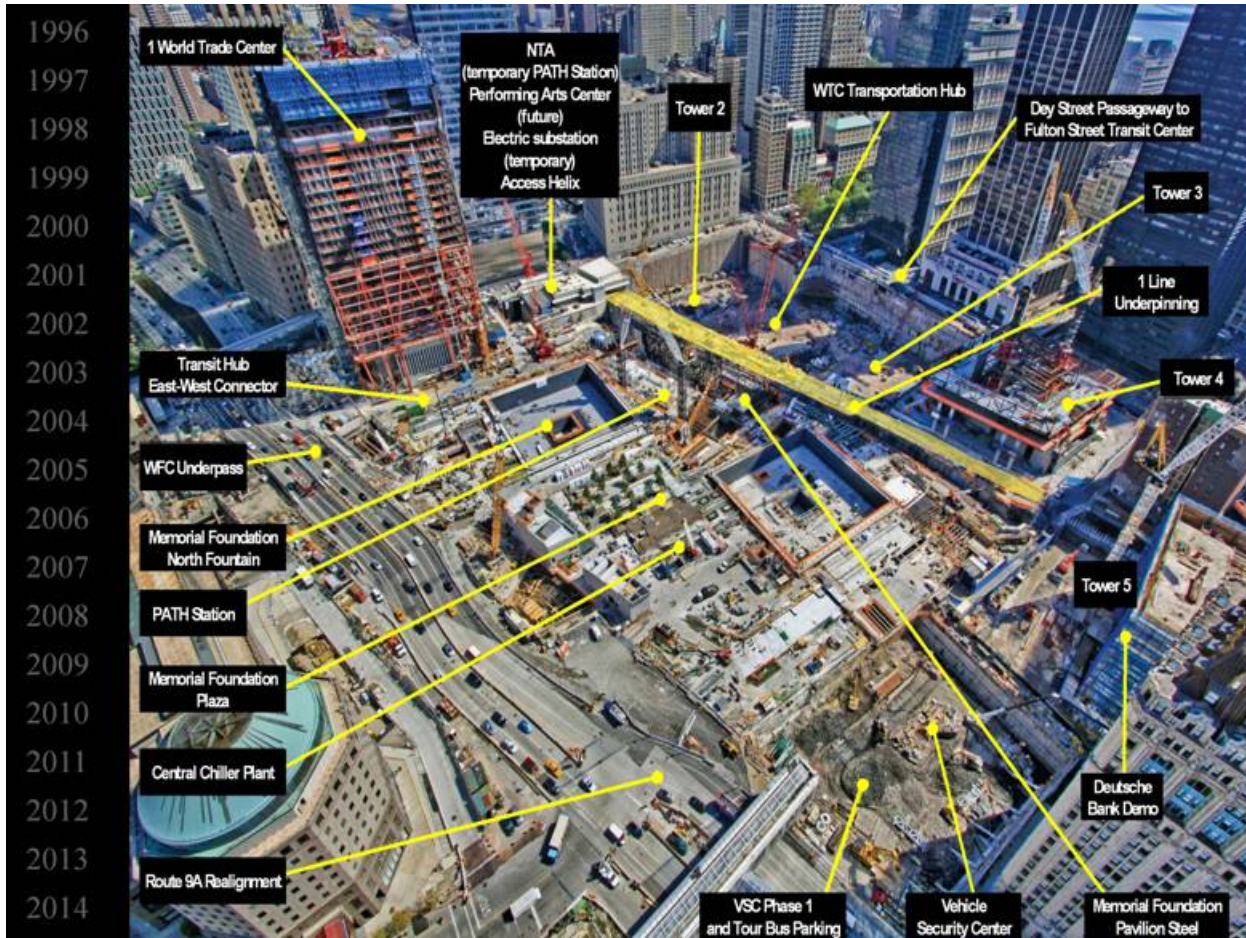 1996
1997
1998
1999
2000
2001
2002
2003
2004
2005
2006
2007
2008
2009
2010
2011
2012
2013
2014
1 World Trade Center
NTA
(temporary PATH Station)
Performing Arts Center
(future)
Electric substation
(temporary)
Access Helix
Tower 2
WTC Transportation Hub
Dey Street Passageway to
Fulton Street Transit Center
Tower 3
1 Line
Underpinning
Tower 4
Transit Hub
East-West Connector
WFC Underpass
Memorial Foundation
North Fountain
PATH Station
Memorial Foundation
Plaza
Central Chiller Plant
Route 9A Realignment
Tower 5
Deutsche
Bank Demo
VSC Phase 1
and Tour Bus Parking
Vehicle
Security Center
Memorial Foundation
Pavilion Steel